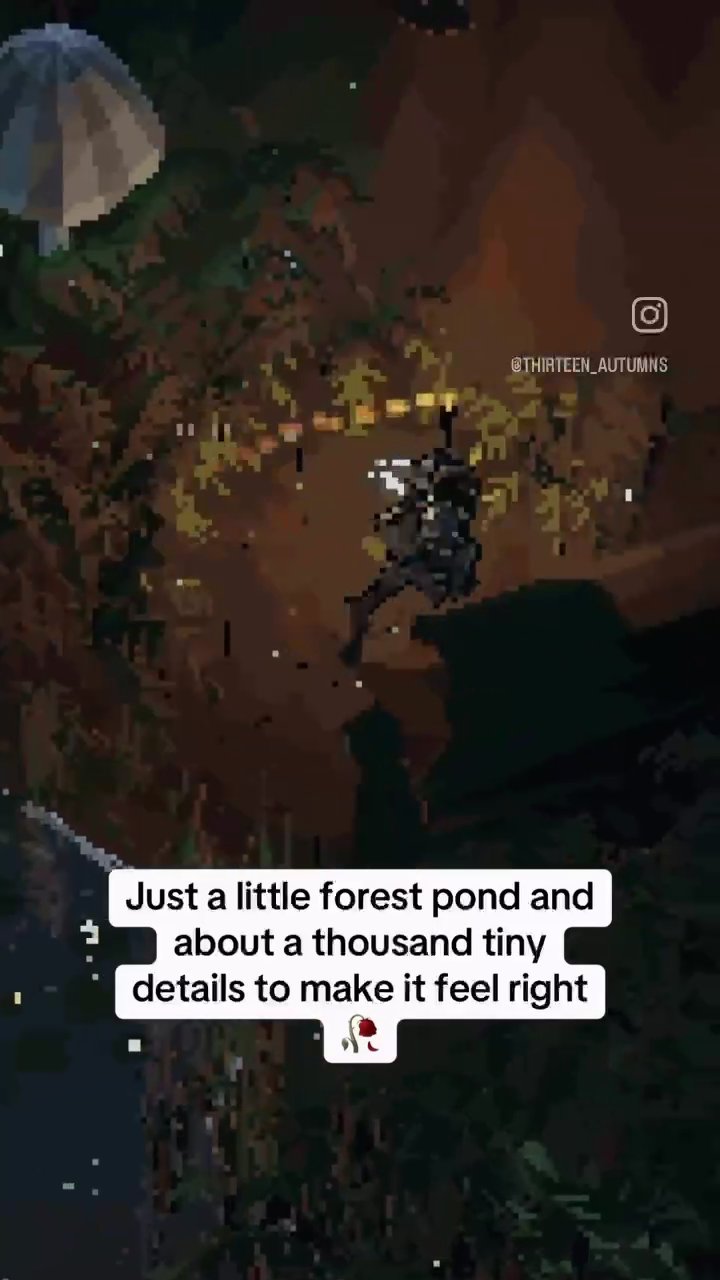 @THIRTEEN_AUTUMNS
Just a little forest pond and
about a thousand tiny
details to make it feel right
🥀